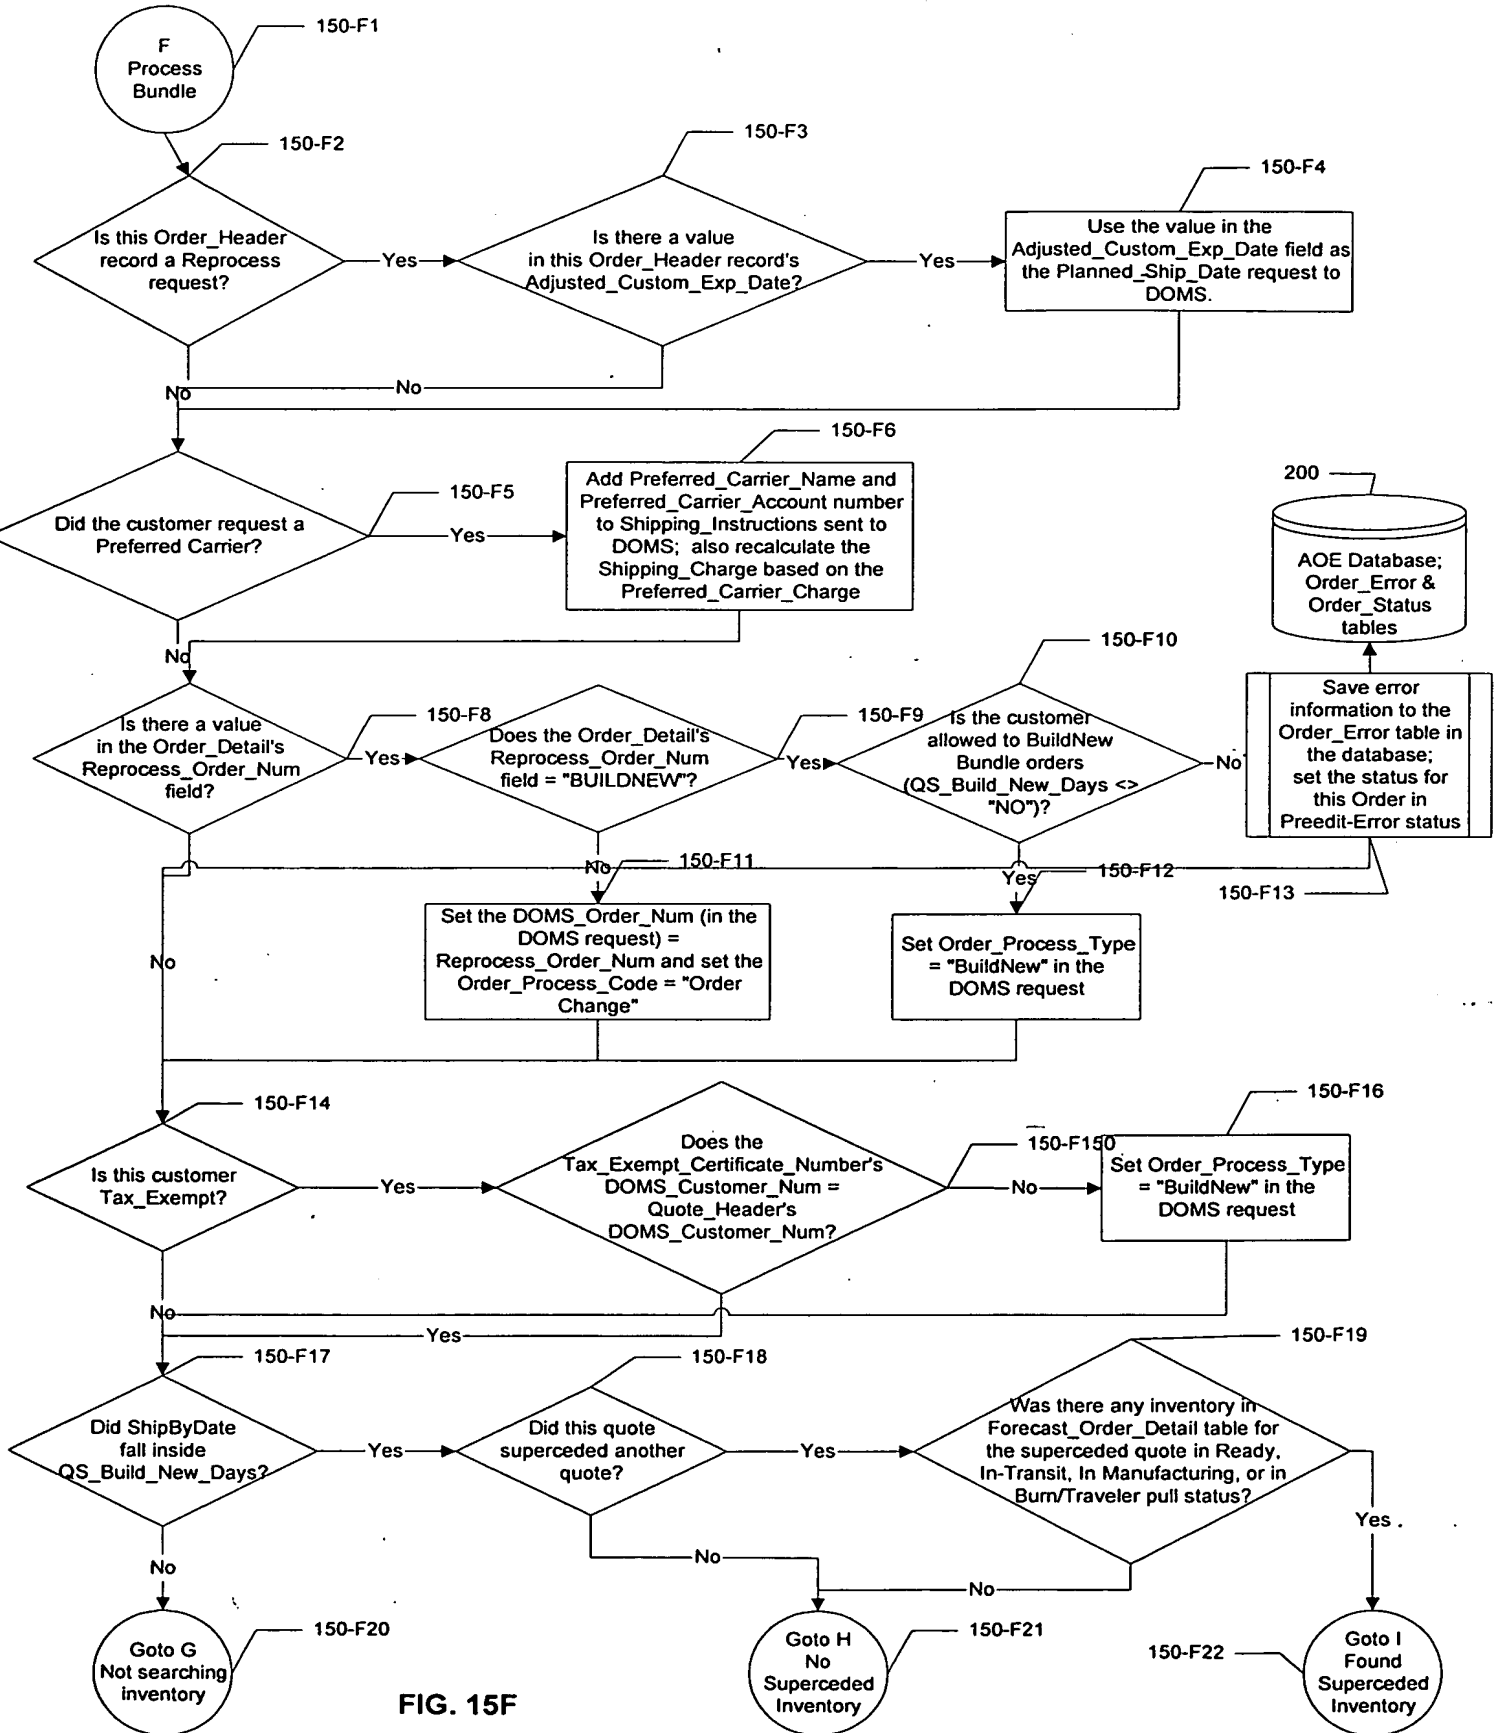 150-F1
F
Process
Bundle
150-F2
150-F3
150-F4
Is this Order_Header
record a Reprocess
request?
Yes
Is there a value
in this Order_Header record's
Adjusted_Custom_Exp_Date?
Yes
Use the value in the
Adjusted_Custom_Exp_Date field as
the Planned_Ship_Date request to
DOMS.
No
No
150-F5
Did the customer request a
Preferred Carrier?
Yes
150-F6
Add Preferred_Carrier_Name and
Preferred_Carrier_Account number
to Shipping_Instructions sent to
DOMS; also recalculate the
Shipping_Charge based on the
Preferred_Carrier_Charge
200
AOE Database;
Order_Error &
Order_Status
tables
No
150-F8
150-F9
150-F10
Is there a value
in the Order_Detail's
Reprocess_Order_Num
field?
Yes
Does the Order_Detail's
Reprocess_Order_Num
field = "BUILDNEW"?
Yes
Is the customer
allowed to BuildNew
Bundle orders
(QS_Build_New_Days <>
"NO")?
No
Save error
information to the
Order_Error table in
the database;
set the status for
this Order in
Preedit-Error status
150-F13
No
150-F11
Yes
150-F12
No
Set the DOMS_Order_Num (in the
DOMS request) =
Reprocess_Order_Num and set the
Order_Process_Code = "Order
Change"
Set Order_Process_Type
= "BuildNew" in the
DOMS request
150-F14
Is this customer
Tax_Exempt?
Yes
Does the
Tax_Exempt_Certificate_Number's
DOMS_Customer_Num =
Quote_Header's
DOMS_Customer_Num?
150-F150
No
150-F16
Set Order_Process_Type
= "BuildNew" in the
DOMS request
No
Yes
150-F17
150-F18
150-F19
Did ShipByDate
fall inside
QS_Build_New_Days?
Yes
Did this quote
superceded another
quote?
Yes
Was there any inventory in
Forecast_Order_Detail table for
the superceded quote in Ready,
In-Transit, In Manufacturing, or in
Burn/Traveler pull status?
Yes
No
No
No
150-F20
Goto G
Not searching
inventory
150-F21
Goto H
No
Superceded
Inventory
150-F22
Goto I
Found
Superceded
Inventory
FIG. 15F